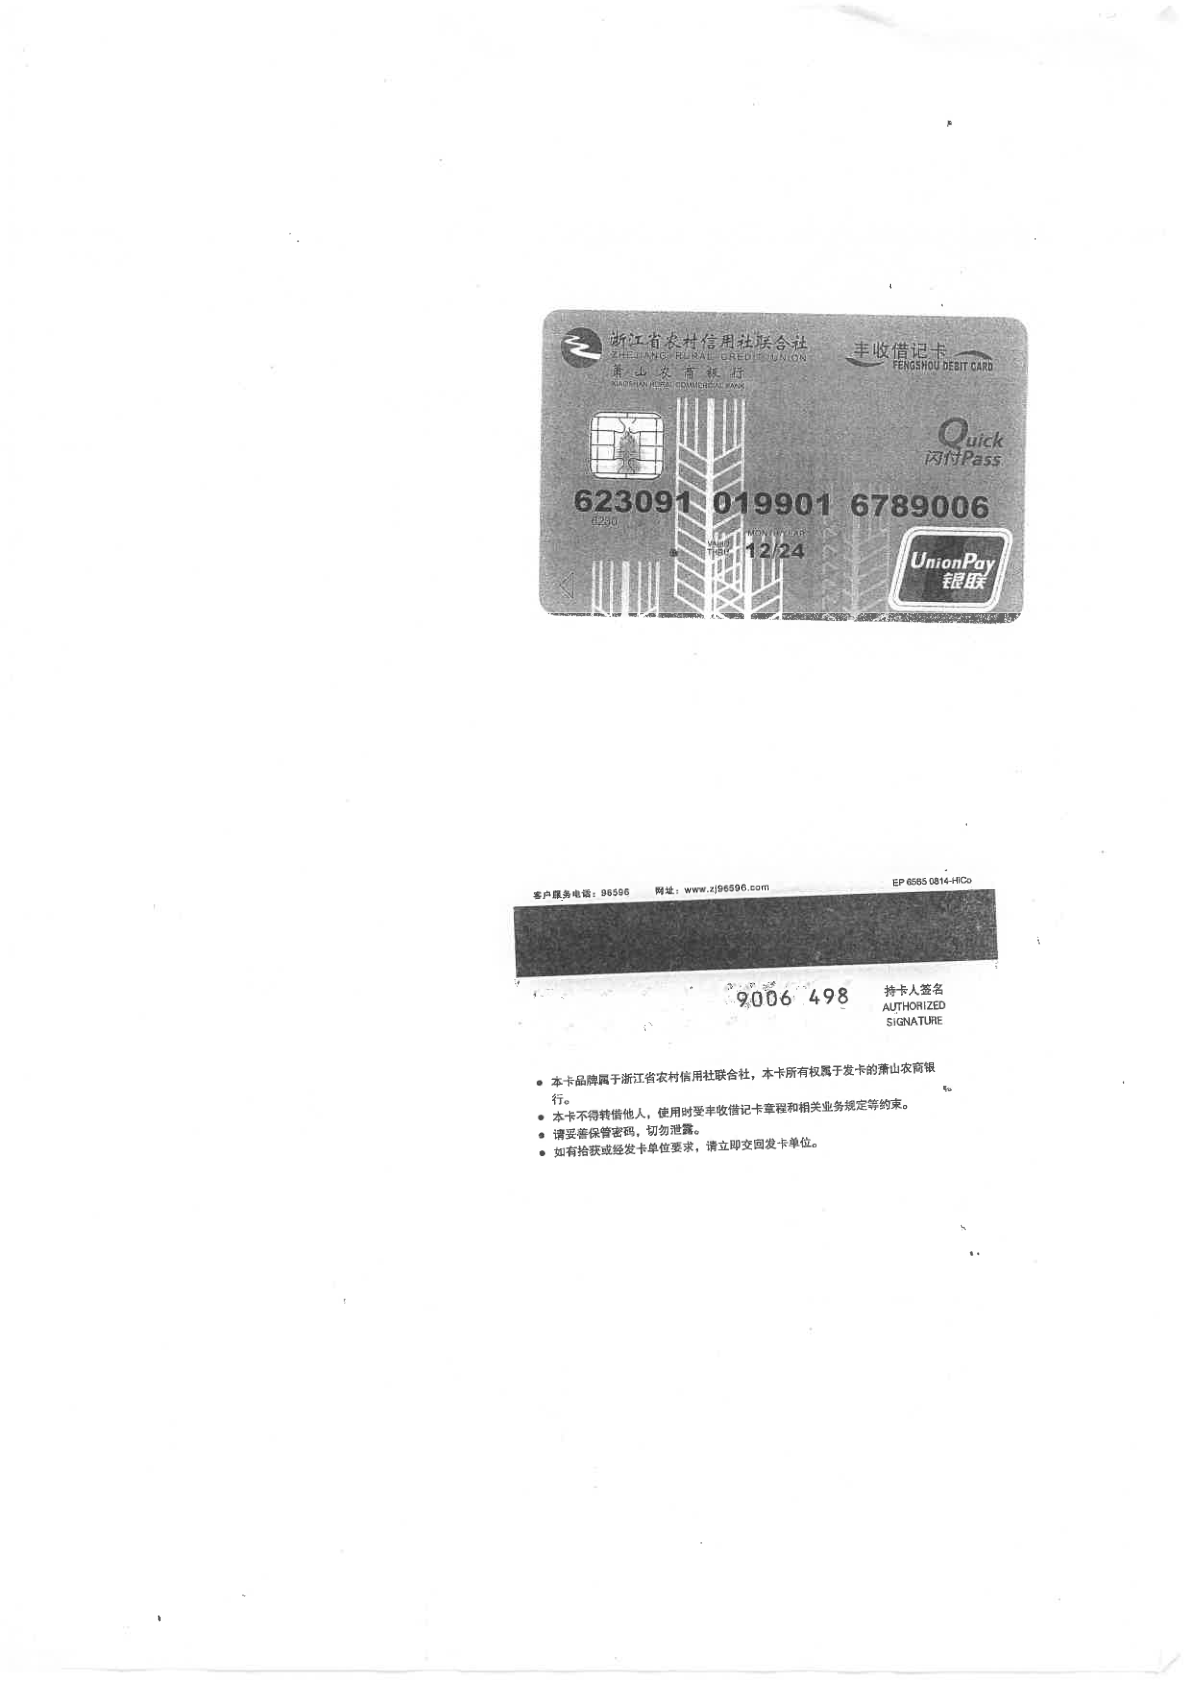 浙江省农村信用社联合社
ZHEJIANG RURAL CREDIT UNION
萧山农商银行
XIAOSHAN RURAL COMMERCIAL BANK
丰收借记卡
FENGSHOU DEBIT CARD
Quick
闪付Pass
623091 019901 6789006
6230
MONTH/YEAR
VALID
THRU
12/24
UnionPay
银联
客户服务电话：96596 网址：www.zj96596.com EP 6585 0814-HiCo
9006 498
持卡人签名
AUTHORIZED
SIGNATURE
● 本卡品牌属于浙江省农村信用社联合社，本卡所有权属于发卡的萧山农商银
行。
● 本卡不得转借他人，使用时受丰收借记卡章程和相关业务规定等约束。
● 请妥善保管密码，切勿泄露。
● 如有拾获或经发卡单位要求，请立即交回发卡单位。